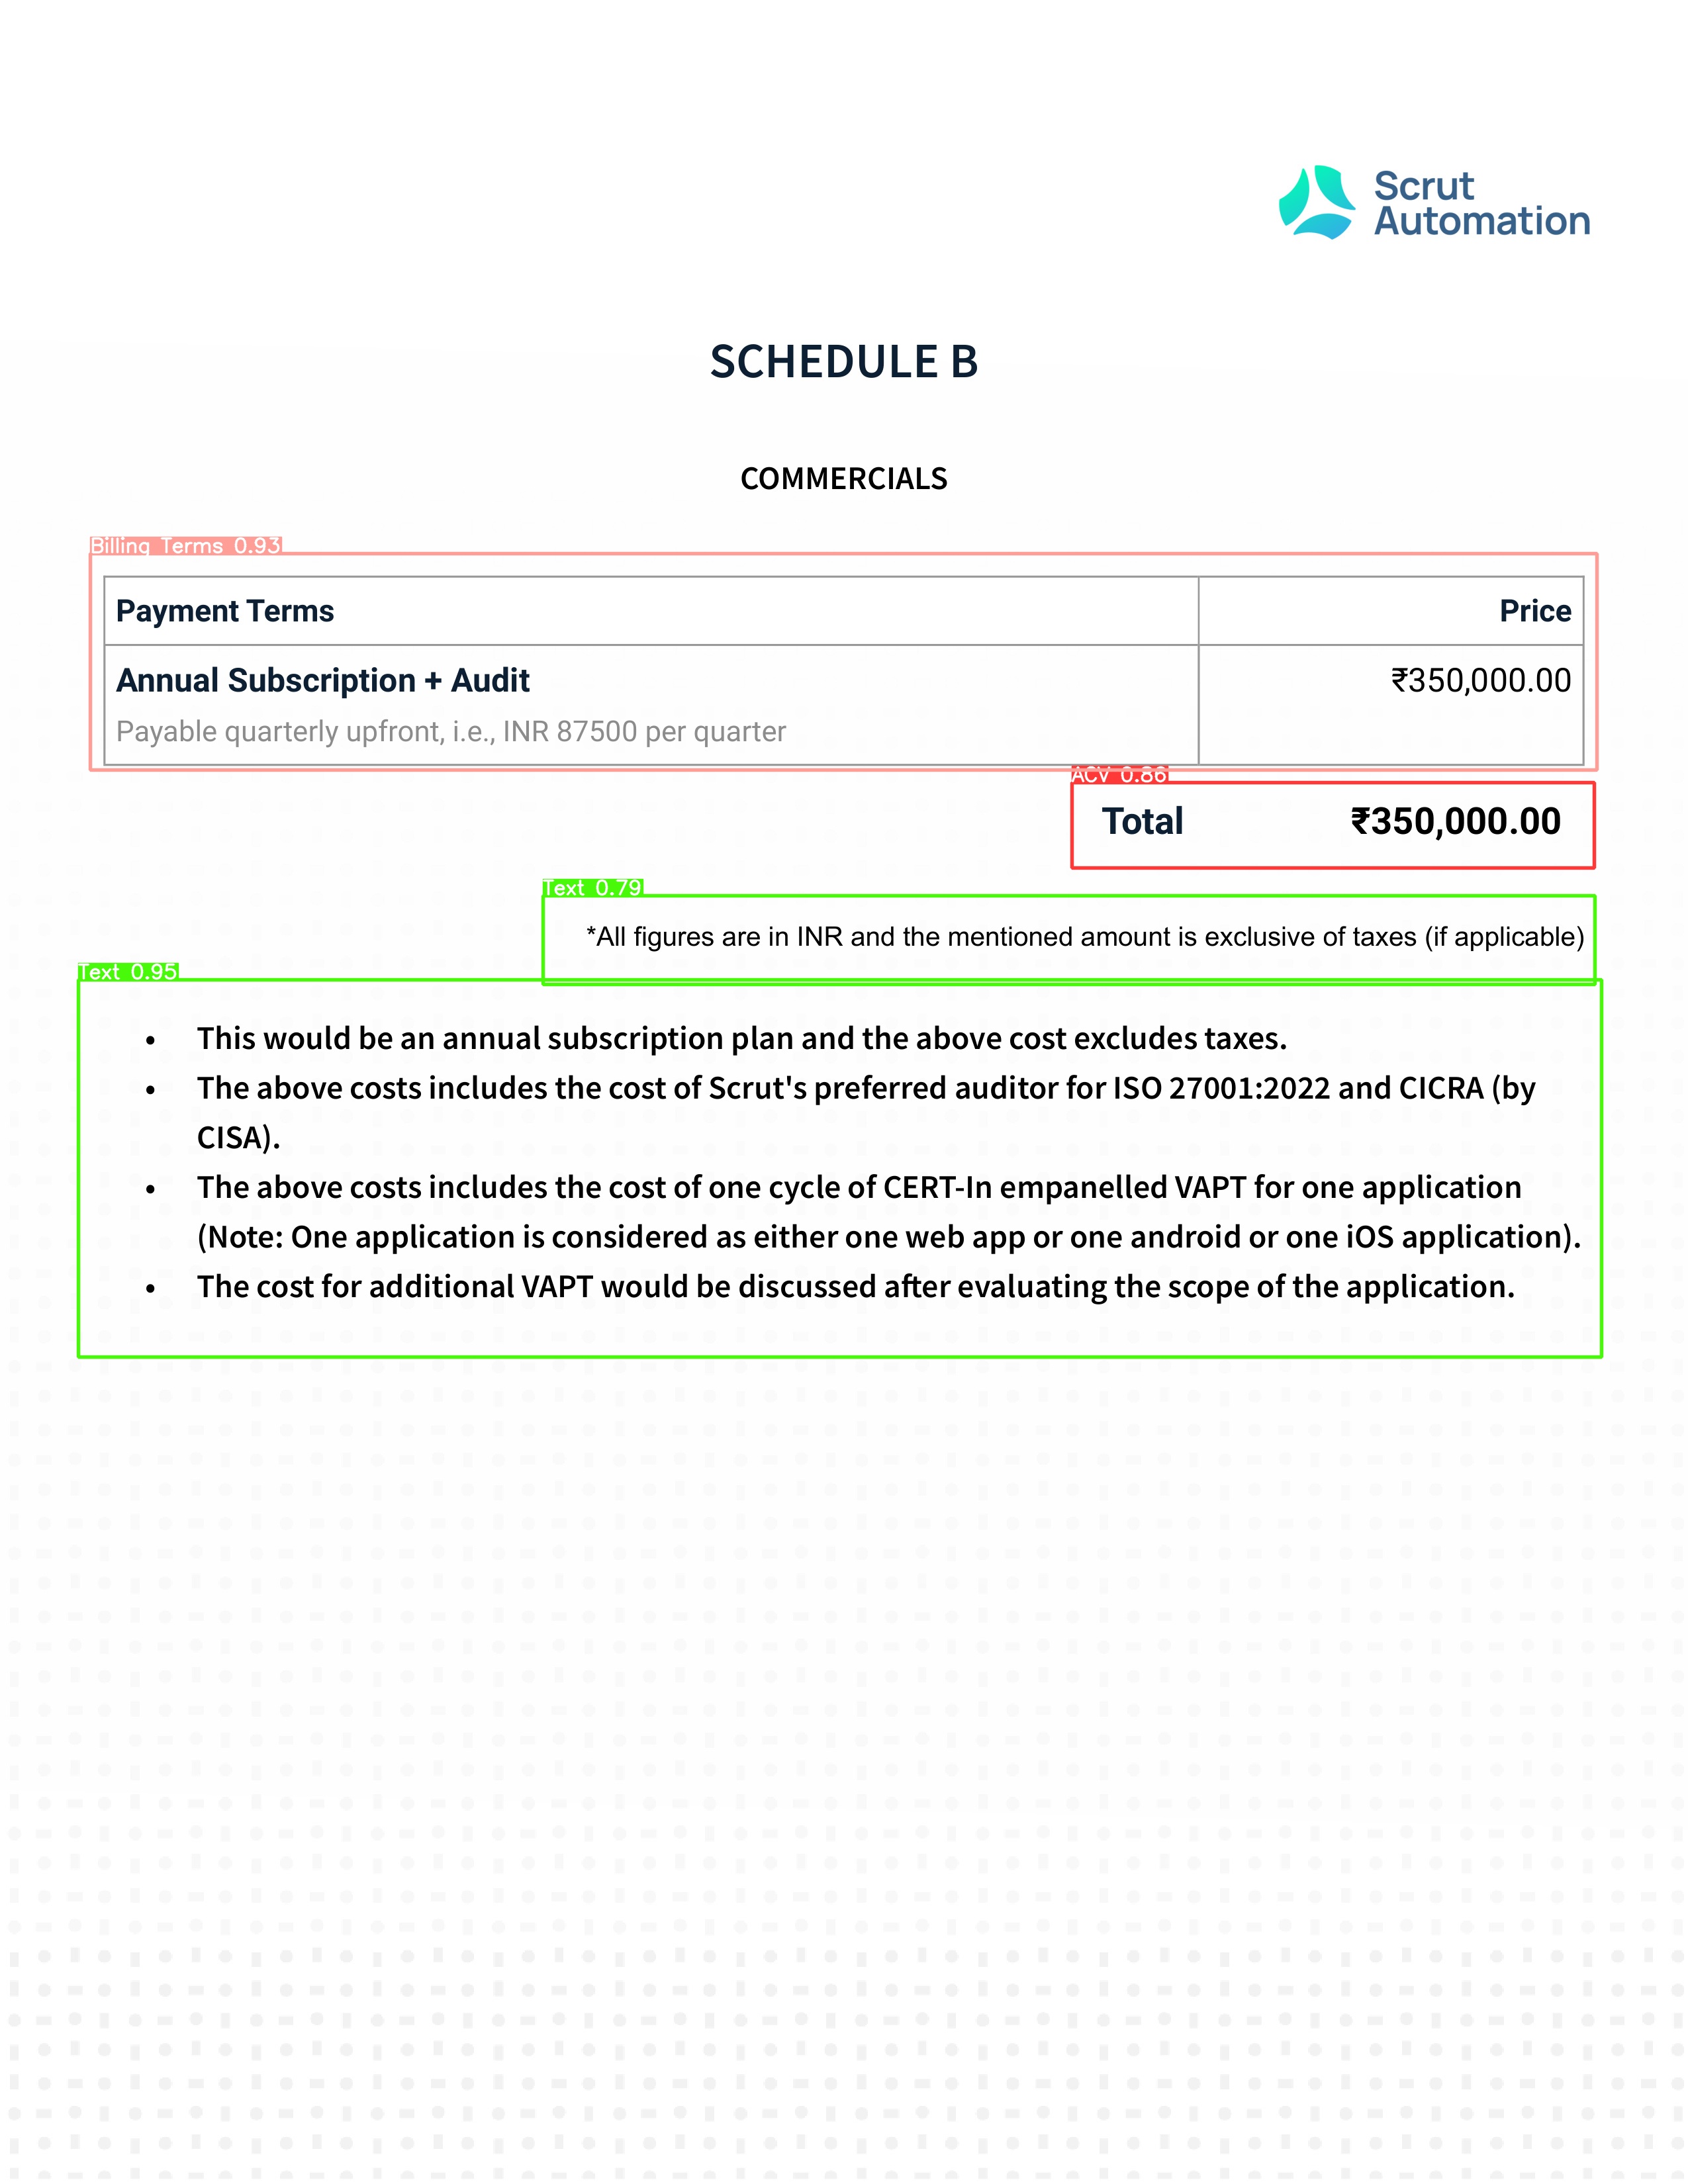 Scrut
Automation
SCHEDULE B
COMMERCIALS
Billing Terms 0.93
Payment Terms Price
Annual Subscription + Audit ₹350,000.00
Payable quarterly upfront, i.e., INR 87500 per quarter
ACV 0.86
Total ₹350,000.00
Text 0.79
*All figures are in INR and the mentioned amount is exclusive of taxes (if applicable)
Text 0.95
• This would be an annual subscription plan and the above cost excludes taxes.
• The above costs includes the cost of Scrut's preferred auditor for ISO 27001:2022 and CICRA (by
CISA).
• The above costs includes the cost of one cycle of CERT-In empanelled VAPT for one application
(Note: One application is considered as either one web app or one android or one iOS application).
• The cost for additional VAPT would be discussed after evaluating the scope of the application.